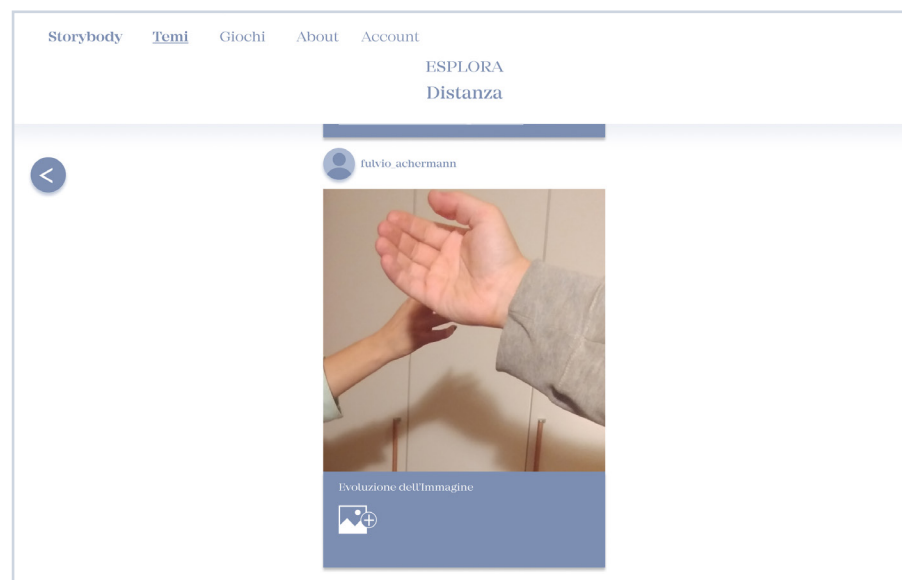 Storybody Temi Giochi About Account
ESPLORA
Distanza
<
fulvio_achermann
Evoluzione dell'Immagine